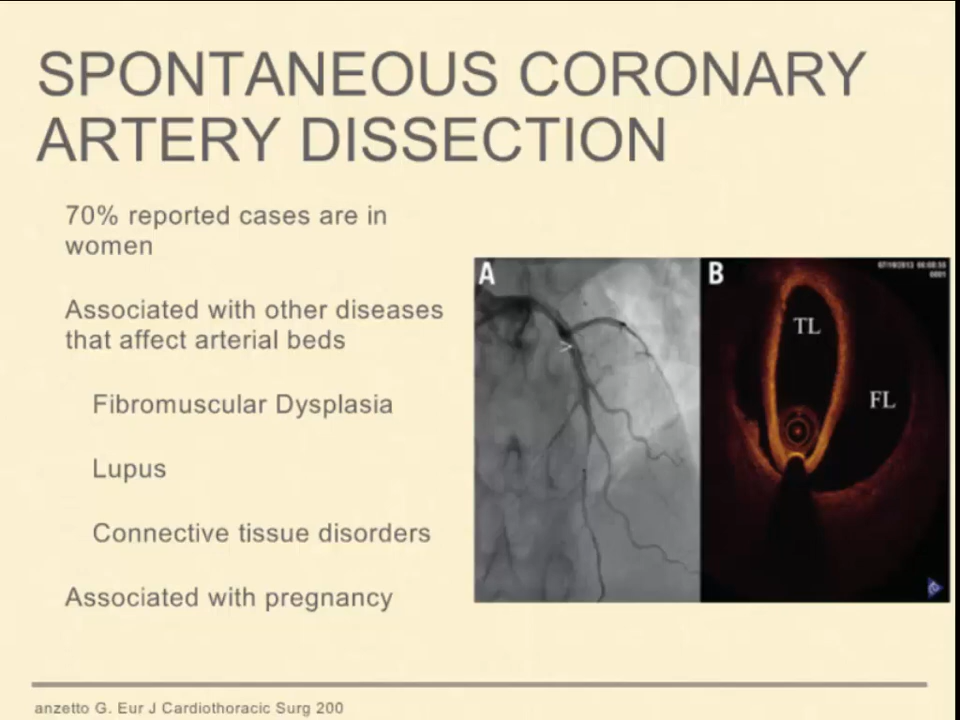 SPONTANEOUS CORONARY
ARTERY DISSECTION
70% reported cases are in
women
Associated with other diseases
that affect arterial beds
Fibromuscular Dysplasia
Lupus
Connective tissue disorders
Associated with pregnancy
A
B
TL
FL
0001
anzetto G. Eur J Cardiothoracic Surg 200